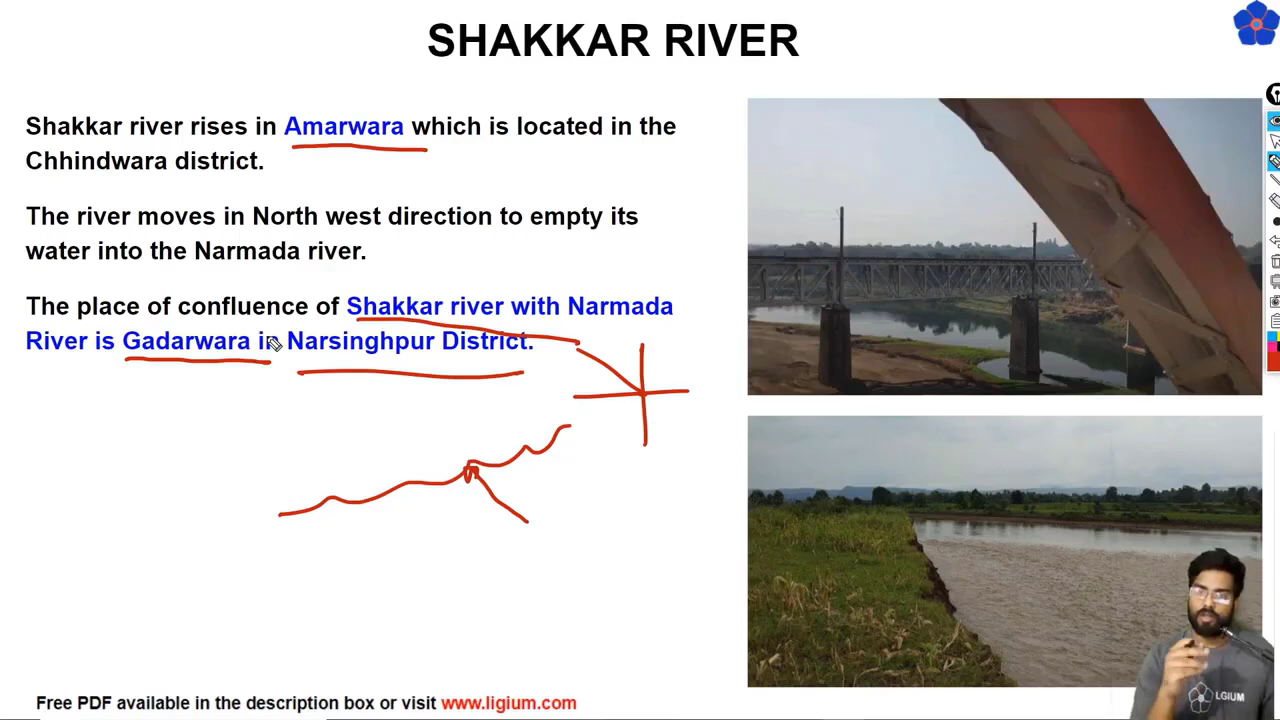 SHAKKAR RIVER
Shakkar river rises in Amarwara which is located in the
Chhindwara district.
The river moves in North west direction to empty its
water into the Narmada river.
The place of confluence of Shakkar river with Narmada
River is Gadarwara in Narsinghpur District.
LGIUM
Free PDF available in the description box or visit www.ligium.com